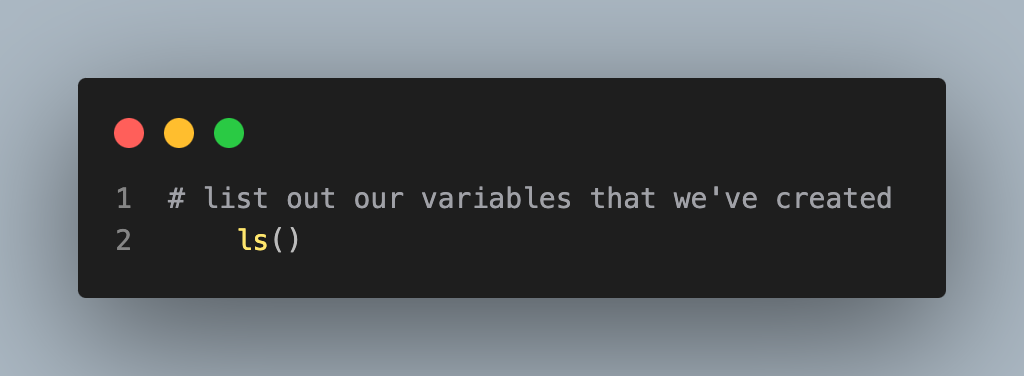 1 # list out our variables that we've created
2 ls()